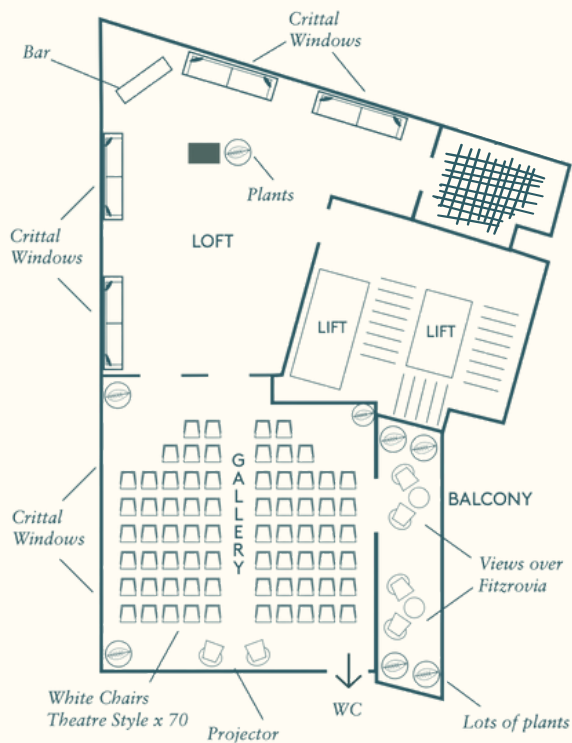 Crittal
Windows
Bar
Plants
Crittal
Windows
LOFT
LIFT
LIFT
GALLERY
BALCONY
Crittal
Windows
Views over
Fitzrovia
White Chairs
Theatre Style x 70
Projector
WC
Lots of plants